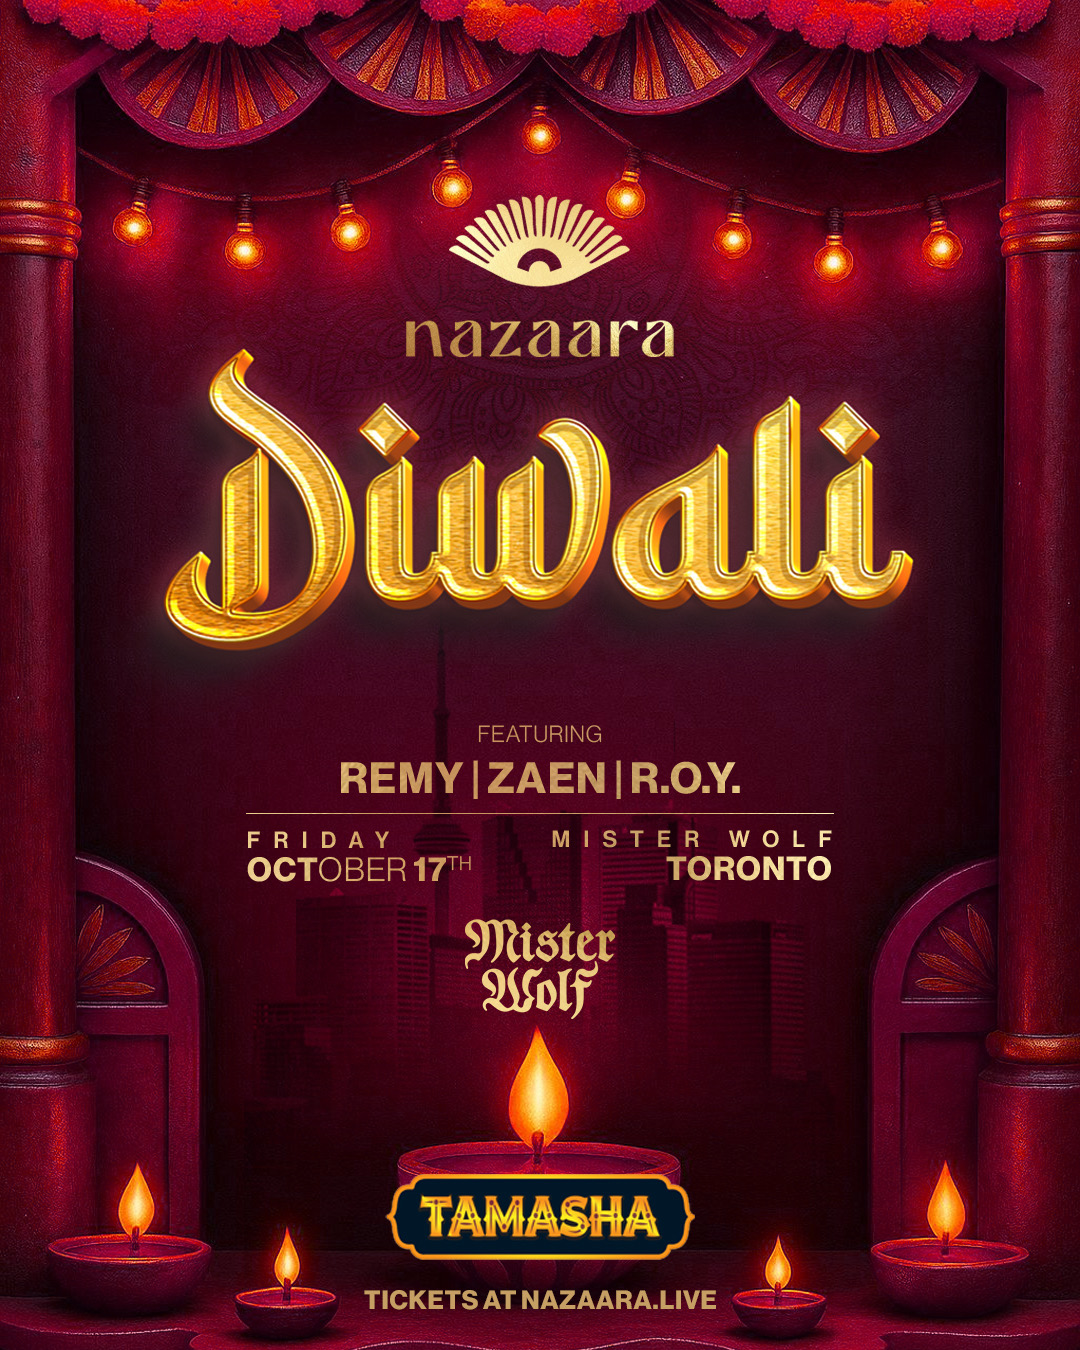 nazaara
Diwali
FEATURING
REMY | ZAEN | R.O.Y.
FRIDAY
OCTOBER 17TH
MISTER WOLF
TORONTO
Mister
Wolf
TAMASHA
TICKETS AT NAZAARA.LIVE